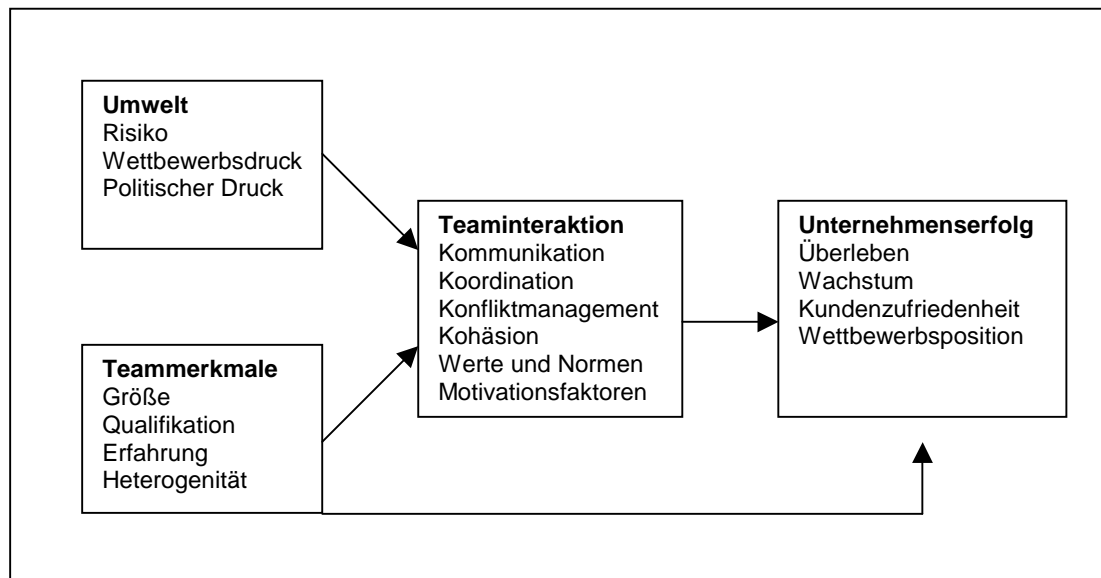 Umwelt
Risiko
Wettbewerbsdruck
Politischer Druck
Teammerkmale
Größe
Qualifikation
Erfahrung
Heterogenität
Teaminteraktion
Kommunikation
Koordination
Konfliktmanagement
Kohäsion
Werte und Normen
Motivationsfaktoren
Unternehmenserfolg
Überleben
Wachstum
Kundenzufriedenheit
Wettbewerbsposition